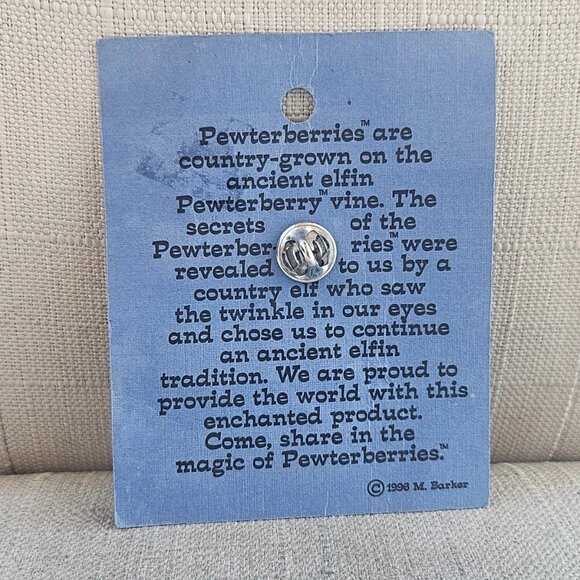 Pewterberries™ are
country-grown on the
ancient elfin
Pewterberry™ vine. The
secrets of the
Pewterber- ries™ were
revealed to us by a
country elf who saw
the twinkle in our eyes
and chose us to continue
an ancient elfin
tradition. We are proud to
provide the world with this
enchanted product.
Come, share in the
magic of Pewterberries.™
© 1996 M. Barker